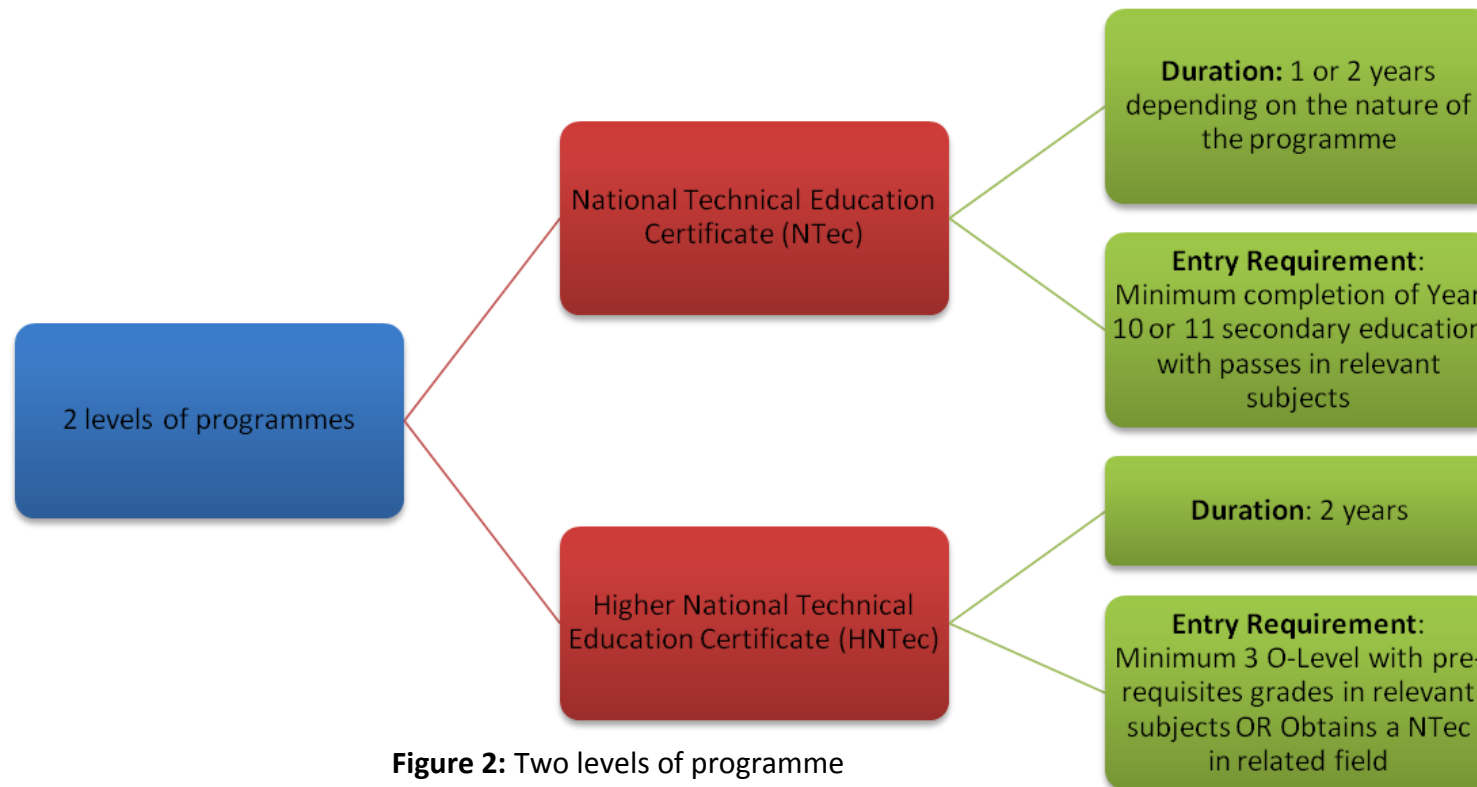 2 levels of programmes
National Technical Education
Certificate (NTec)
Duration: 1 or 2 years
depending on the nature of
the programme
Entry Requirement:
Minimum completion of Year
10 or 11 secondary education
with passes in relevant
subjects
Higher National Technical
Education Certificate (HNTec)
Duration: 2 years
Entry Requirement:
Minimum 3 O-Level with pre-
requisites grades in relevant
subjects OR Obtains a NTec
in related field
Figure 2: Two levels of programme